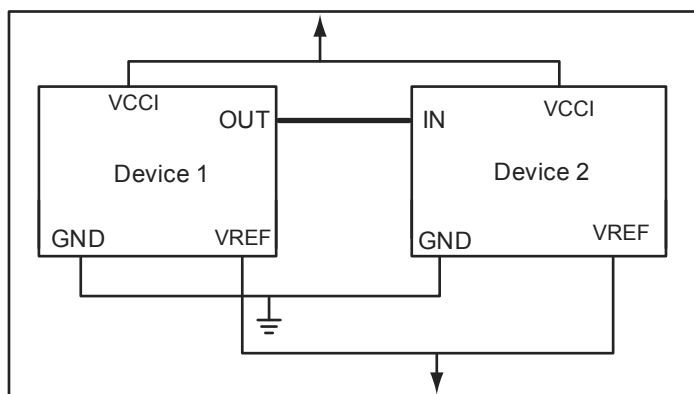 VCCI
VCCI
OUT
IN
Device 1
Device 2
GND
VREF
GND
VREF